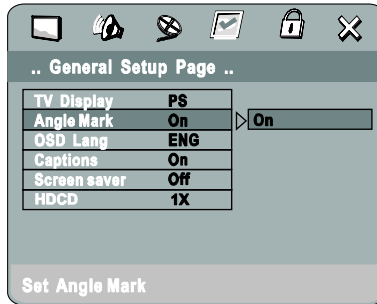 .. General Setup Page ..
TV Display PS
Angle Mark On On
OSD Lang ENG
Captions On
Screen saver Off
HDCD 1X
Set Angle Mark